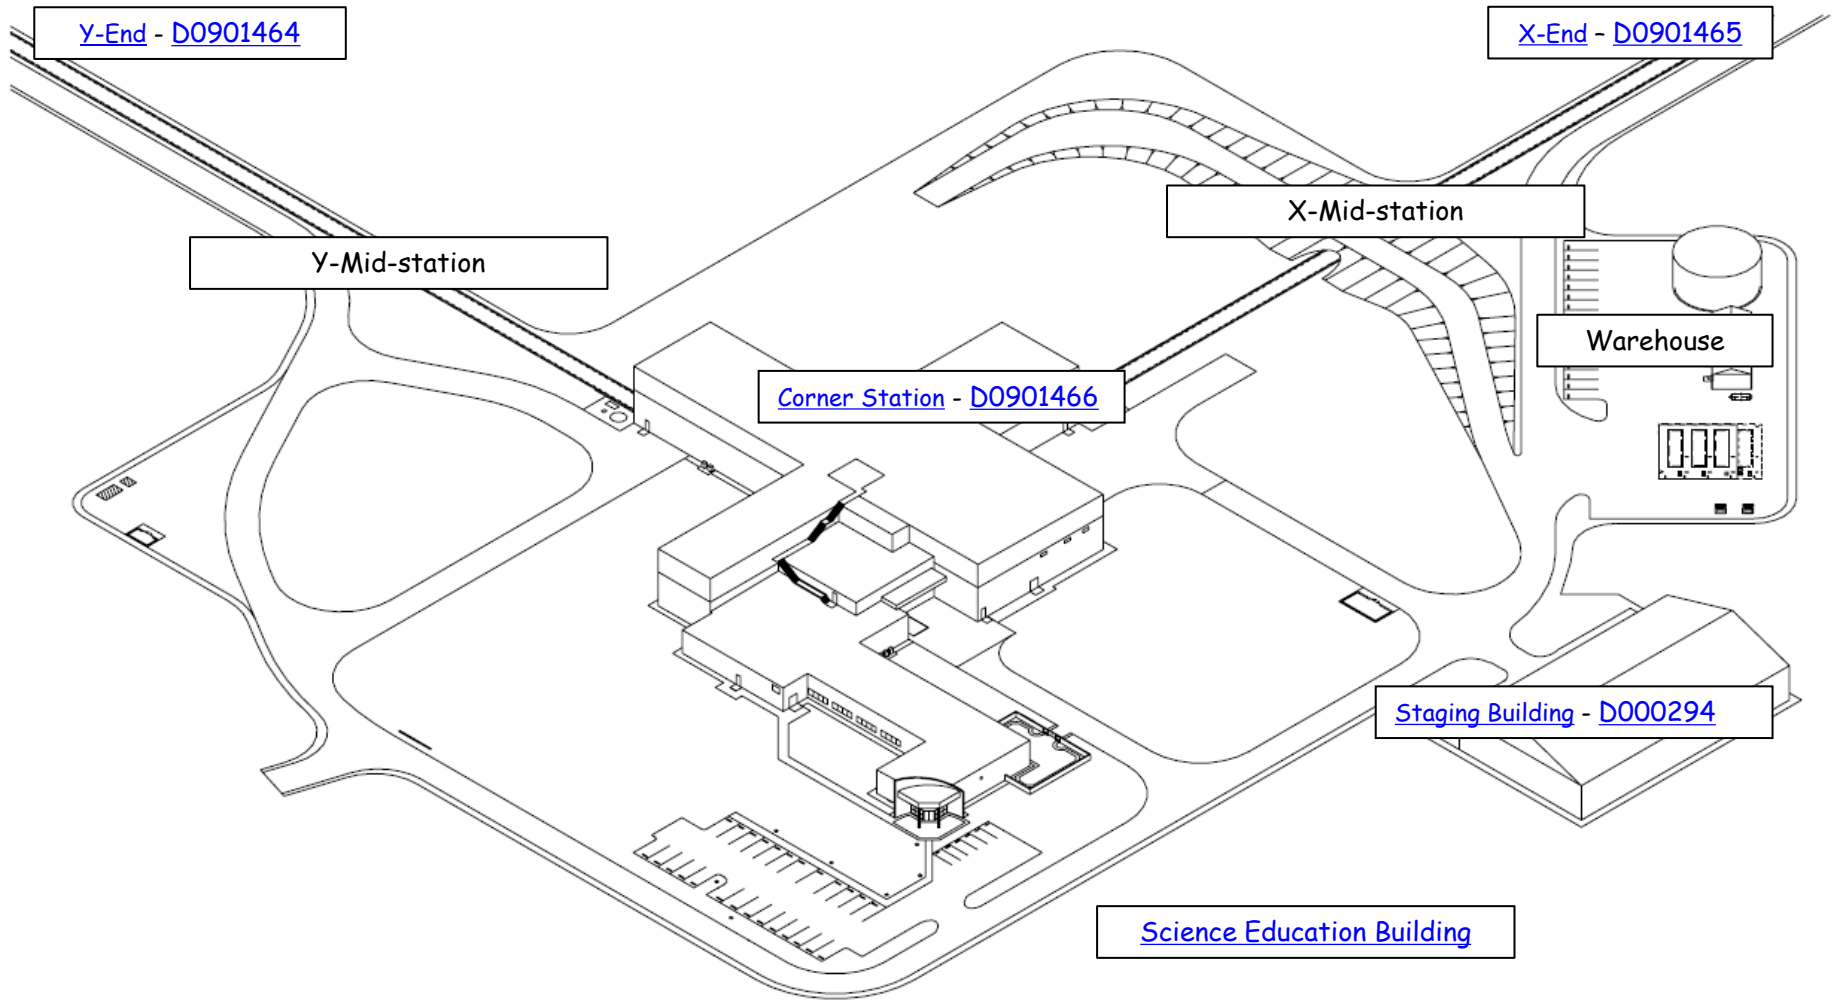 Y-End - D0901464
X-End – D0901465
X-Mid-station
Y-Mid-station
Warehouse
Corner Station - D0901466
Staging Building - D000294
Science Education Building